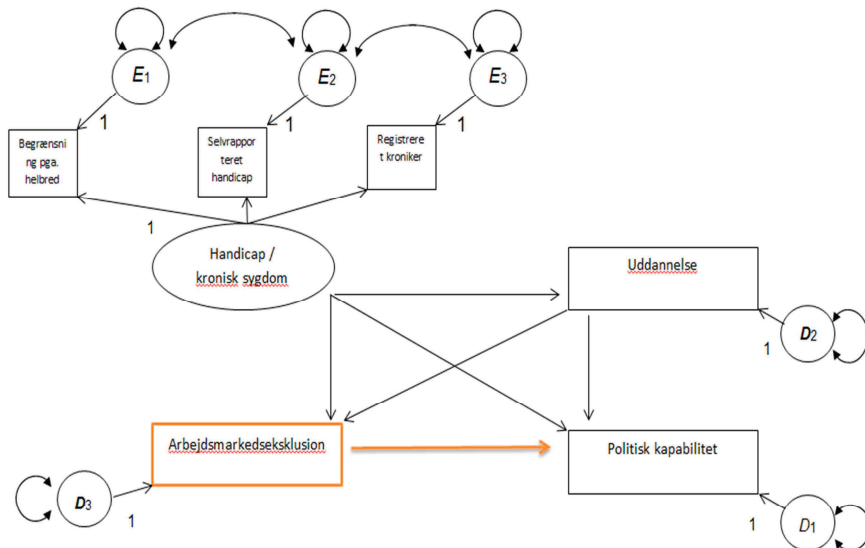 E1
E2
E3
1
1
1
Begrænsni
ng pga.
helbred
Selvrappor
teret
handicap
Registrere
t kroniker
1
Handicap /
kronisk sygdom
Uddannelse
D2
1
Arbejdsmarkedseksklusion
Politisk kapabilitet
D3
1
D1
1